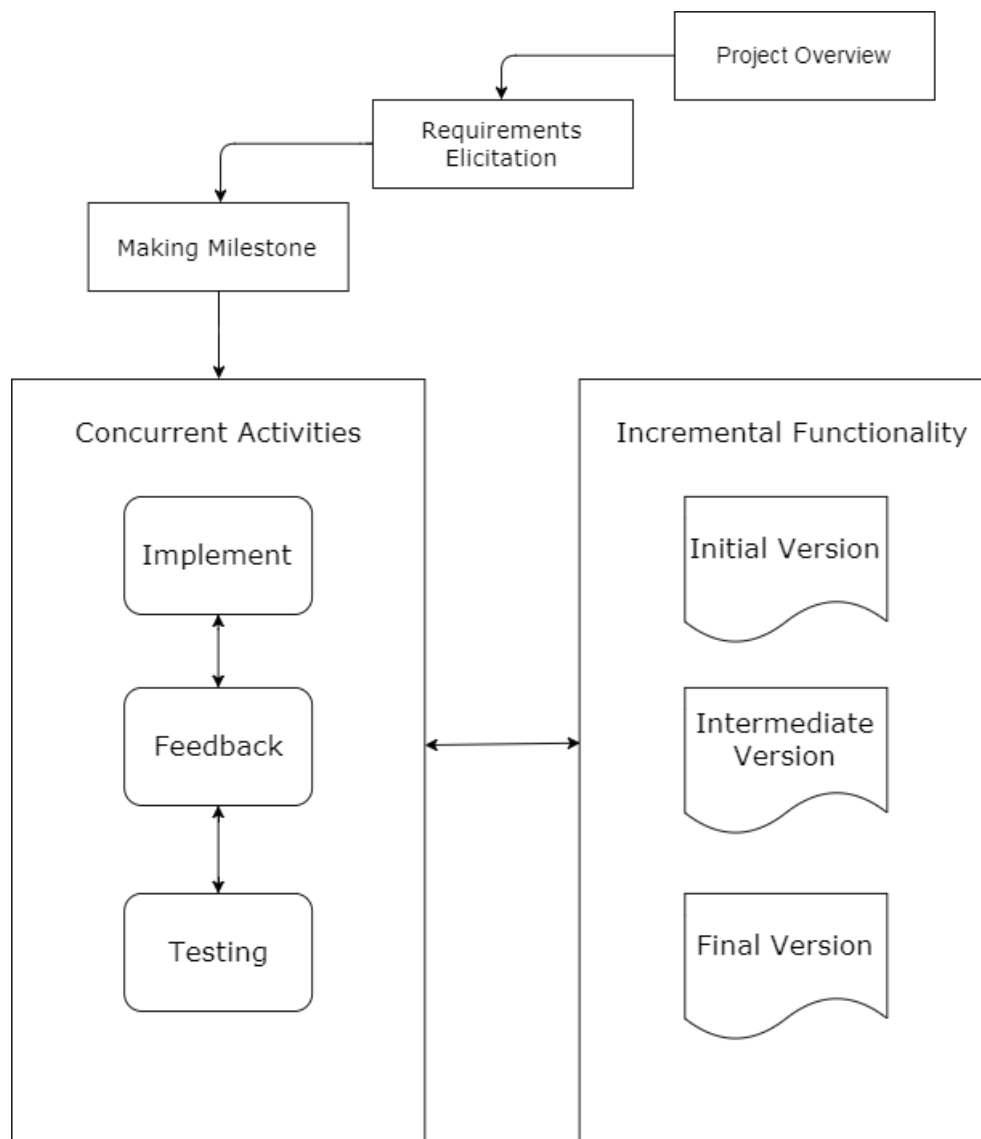 Project Overview
Requirements
Elicitation
Making Milestone
Concurrent Activities
Implement
Feedback
Testing
Incremental Functionality
Initial Version
Intermediate
Version
Final Version